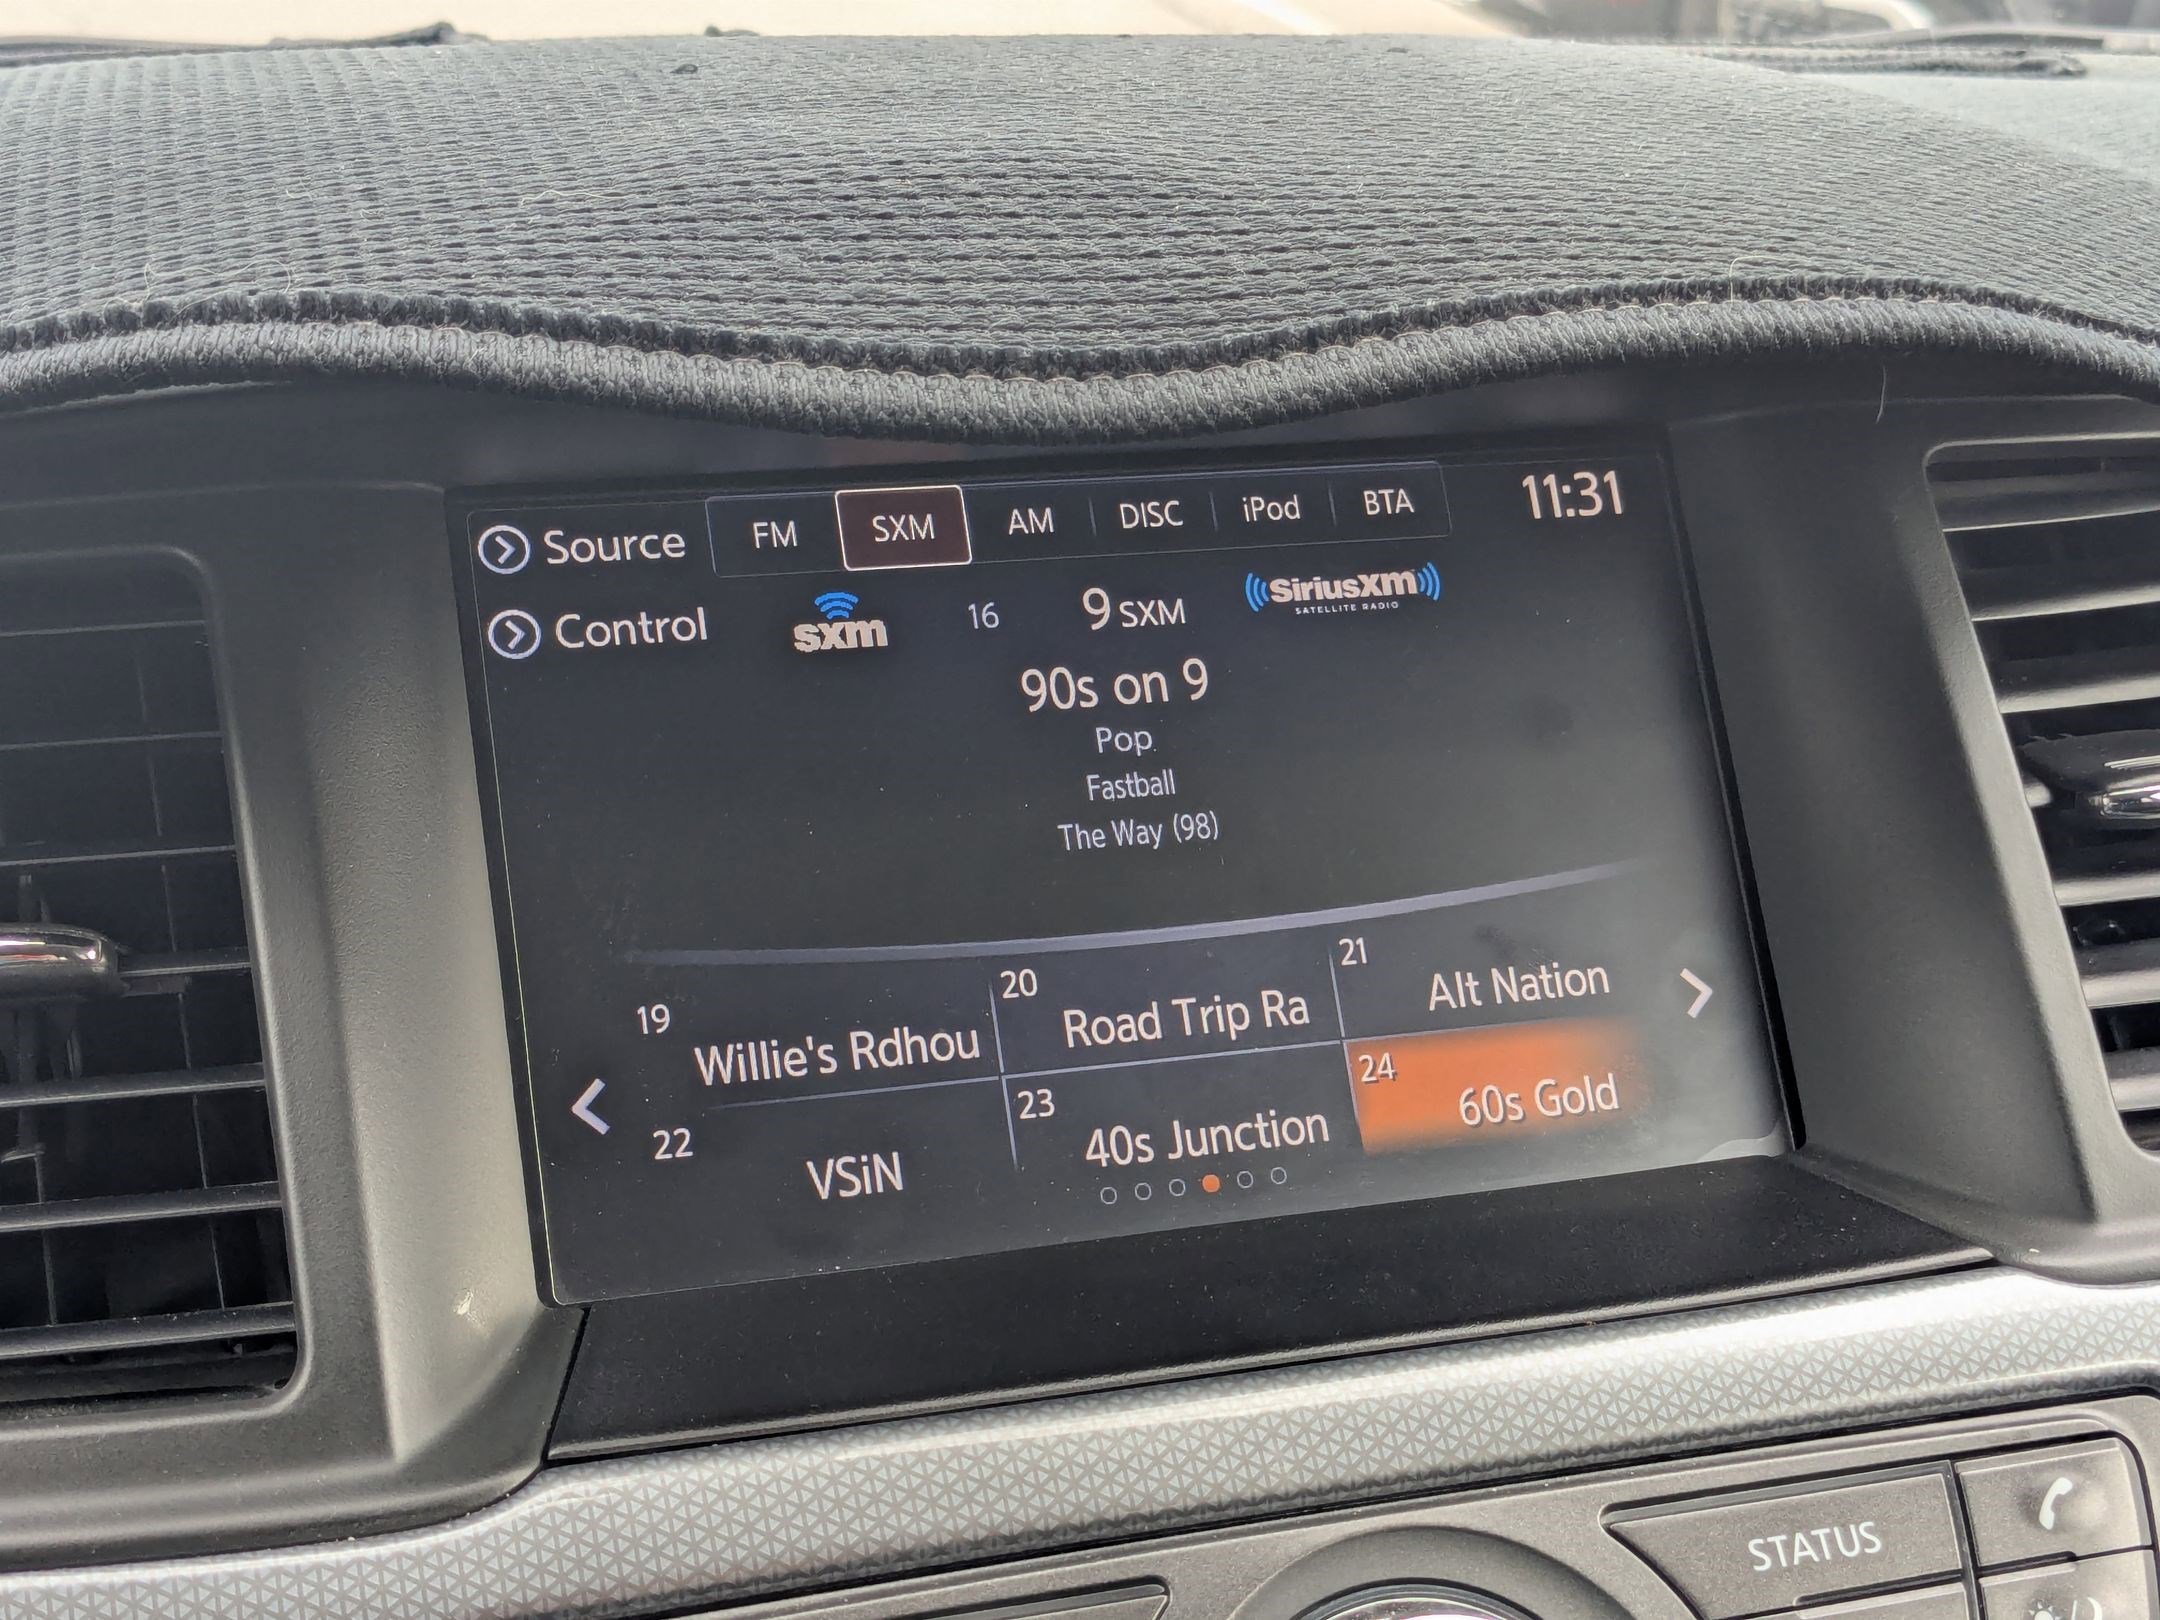 Source FM SXM AM DISC iPod BTA 11:31
Control sxm 16 9 SXM SiriusXM
SATELLITE RADIO
90s on 9
Pop
Fastball
The Way (98)
19 Willie's Rdhou 20 Road Trip Ra 21 Alt Nation
22 VSiN 23 40s Junction 24 60s Gold
STATUS